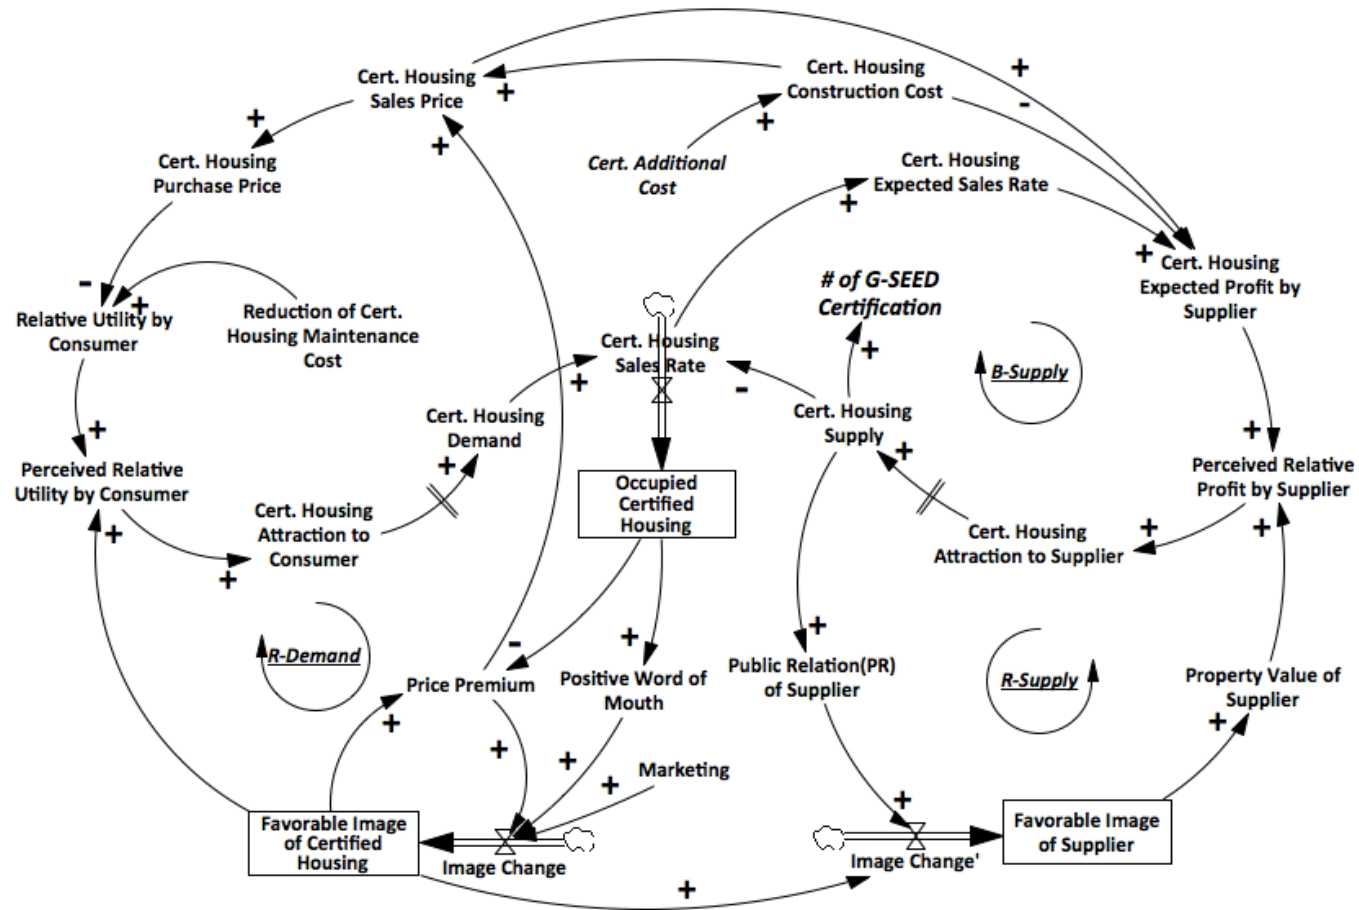 Cert. Housing
Sales Price
+
+
+
Cert. Housing
Construction Cost
+
-
Cert. Additional
Cost
+
Cert. Housing
Expected Sales Rate
+
+
Cert. Housing
Purchase Price
-
+
Relative Utility by
Consumer
Reduction of Cert.
Housing Maintenance
Cost
# of G-SEED
Certification
+
Cert. Housing
Expected Profit by
Supplier
Cert. Housing
Sales Rate
+
-
B-Supply
Cert. Housing
Demand
+
Cert. Housing
Supply
+
+
Perceived Relative
Utility by Consumer
+
+
Perceived Relative
Profit by Supplier
+
+
Cert. Housing
Attraction to
Consumer
+
Occupied
Certified
Housing
Cert. Housing
Attraction to Supplier
+
R-Demand
-
+
+
Price Premium
+
Positive Word of
Mouth
Public Relation(PR)
of Supplier
R-Supply
Property Value of
Supplier
+
+
+
+
Marketing
+
Favorable Image
of Certified
Housing
Image Change
Image Change'
Favorable Image
of Supplier
+